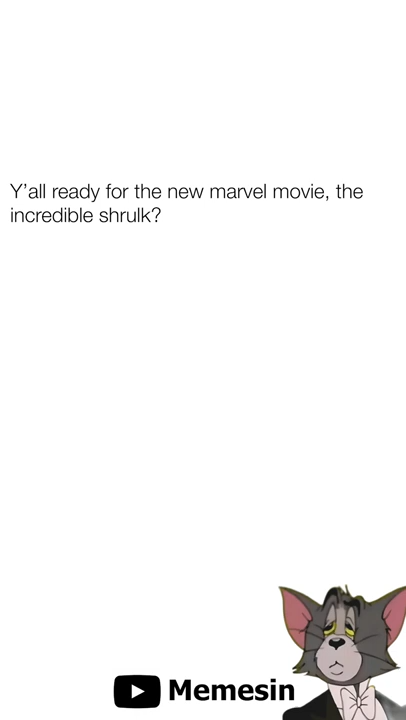 Y’all ready for the new marvel movie, the
incredible shrulk?
Memesin